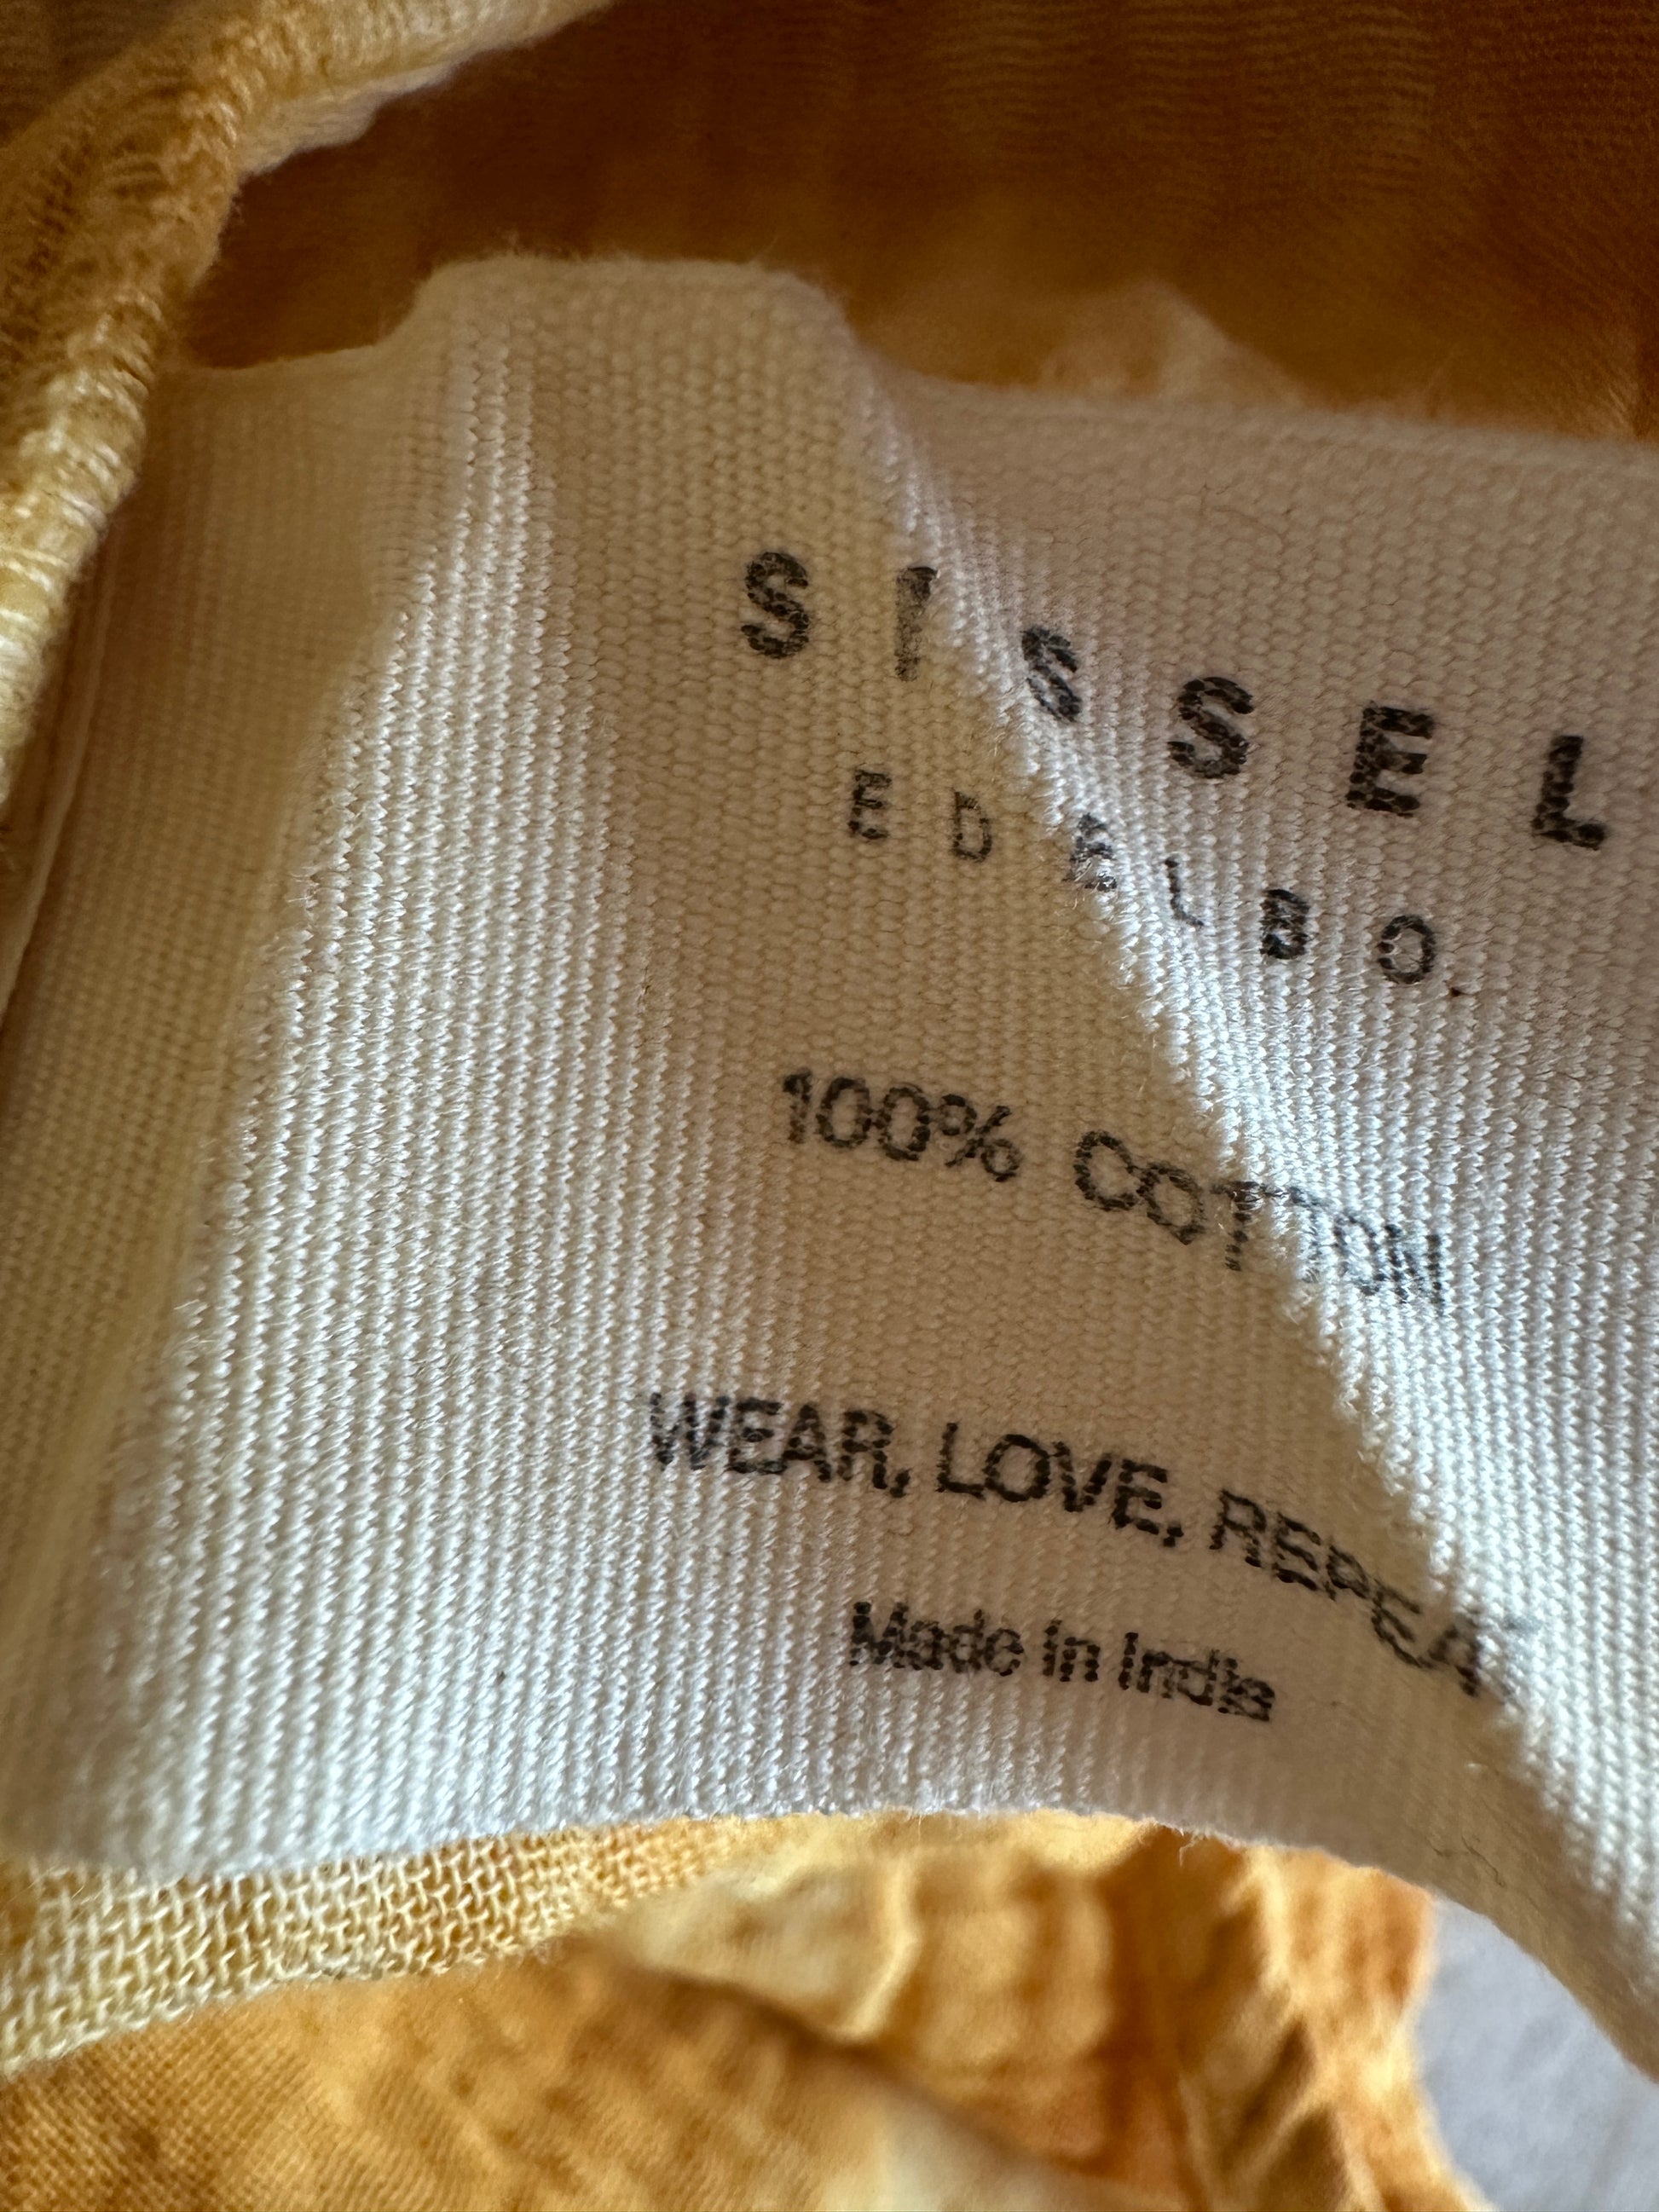 SISSEL
EDELBO.
100% COTTON
WEAR, LOVE, REPEAT
Made in India